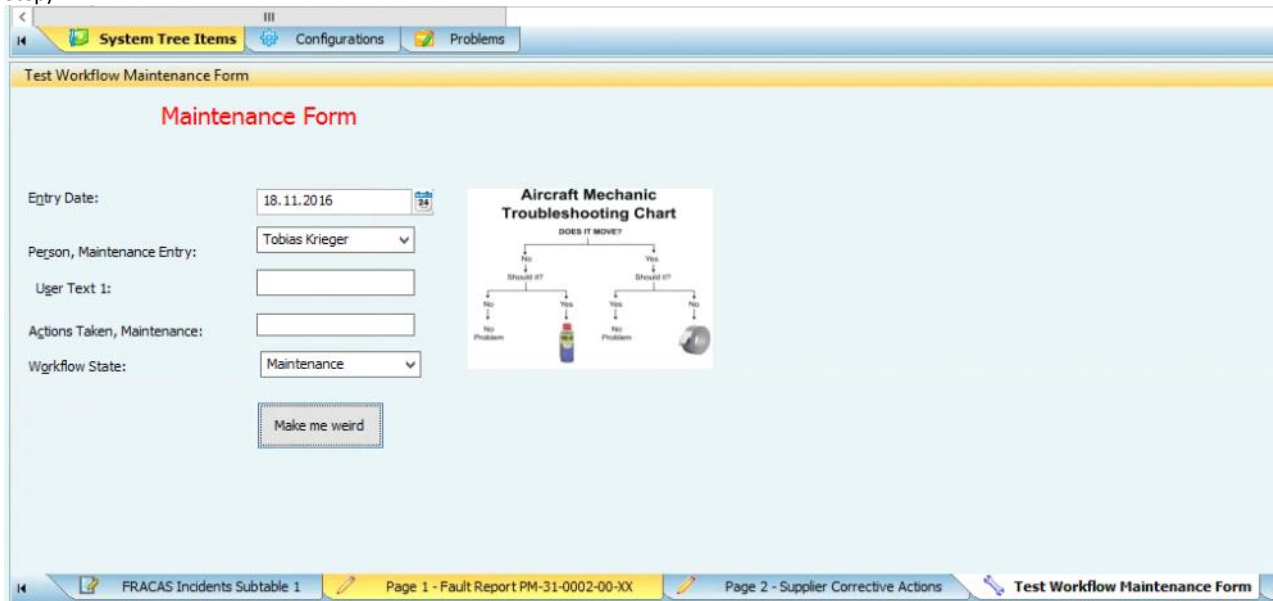 III
System Tree Items Configurations Problems
Test Workflow Maintenance Form
Maintenance Form
Entry Date: 18.11.2016 24
Person, Maintenance Entry: Tobias Krieger
User Text 1:
Actions Taken, Maintenance:
Workflow State: Maintenance
Make me weird
Aircraft Mechanic
Troubleshooting Chart
DOES IT MOVE?
No Yes
Should it? Should it?
No Yes Yes No
No Problem No Problem
FRACAS Incidents Subtable 1 Page 1 - Fault Report PM-31-0002-00-XX Page 2 - Supplier Corrective Actions Test Workflow Maintenance Form